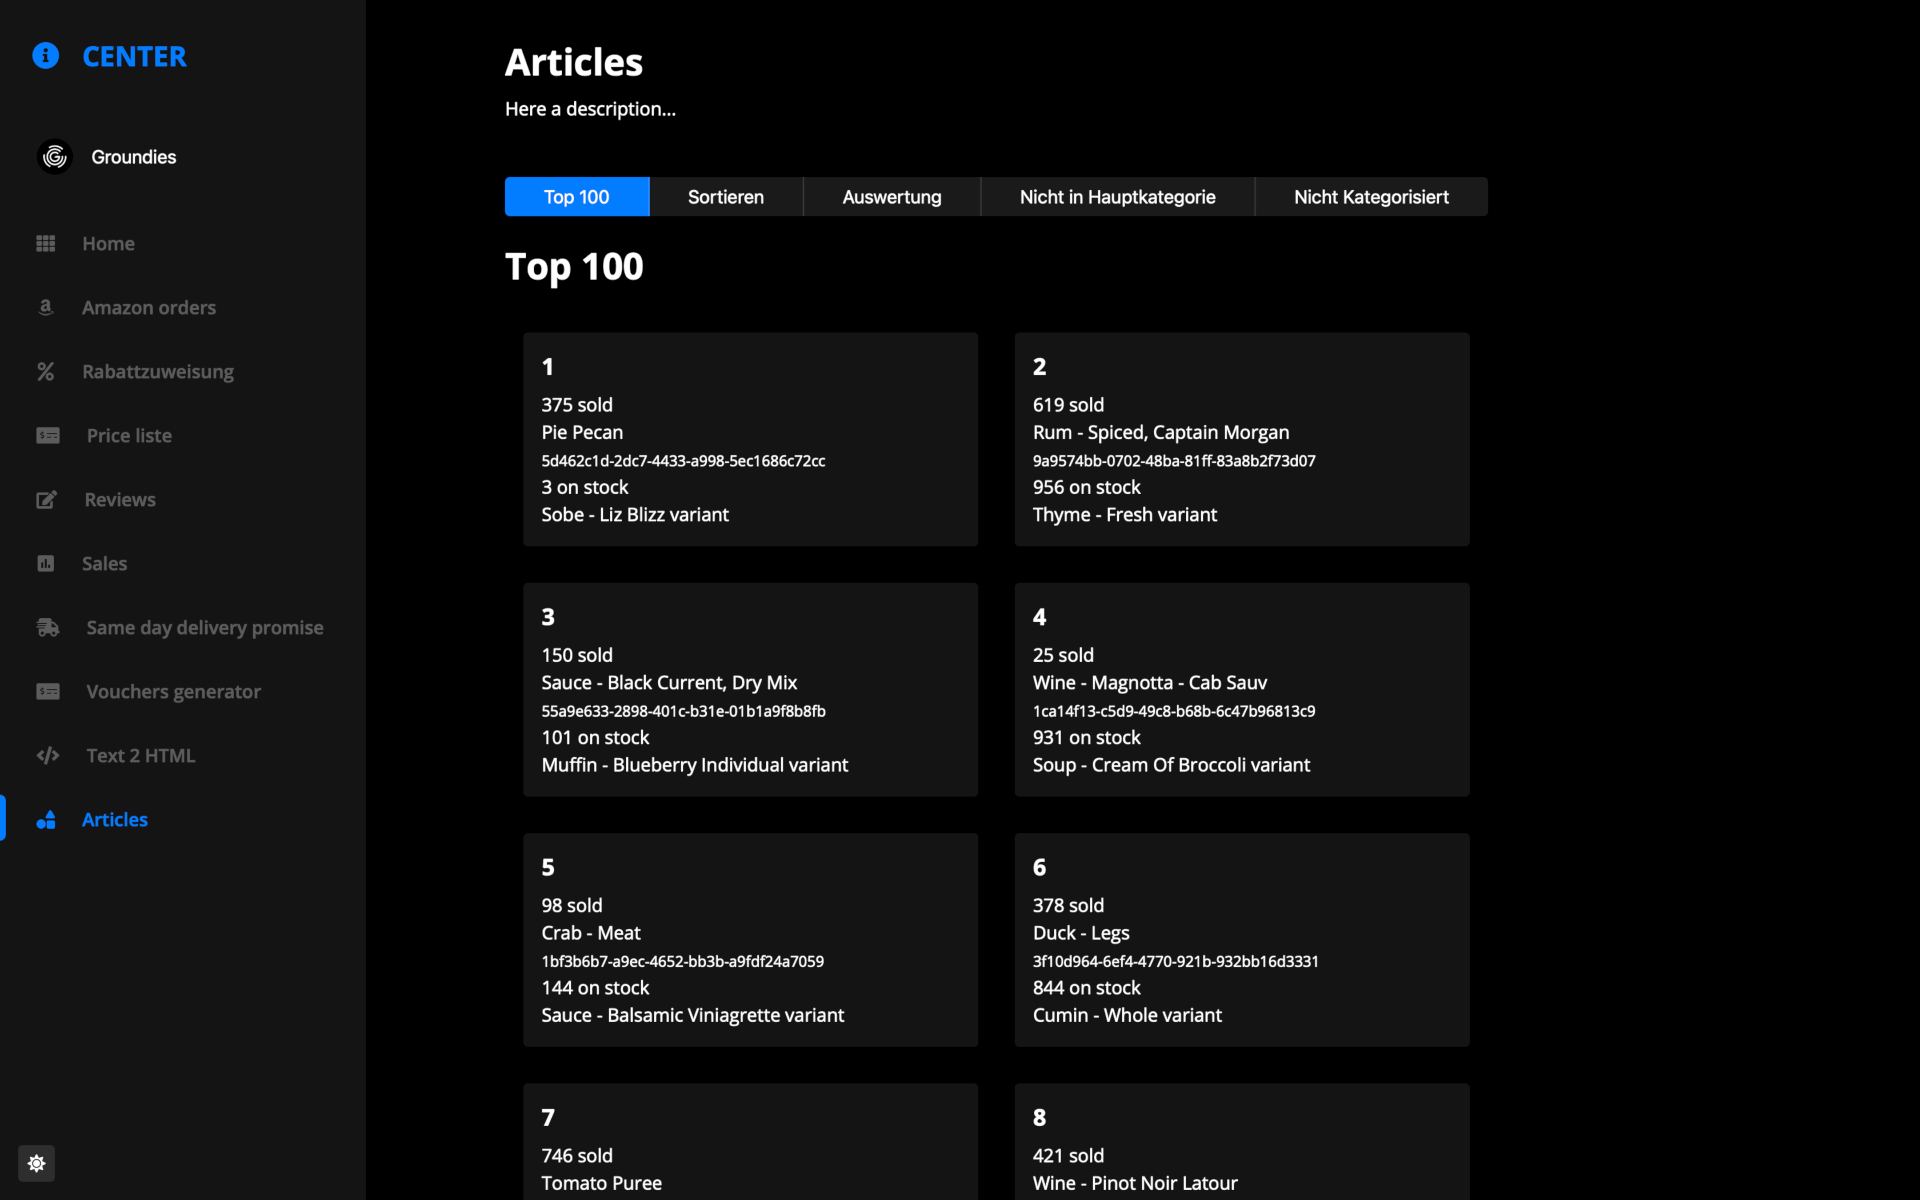 CENTER
Groundies
Home
Amazon orders
Rabattzuweisung
Price liste
Reviews
Sales
Same day delivery promise
Vouchers generator
Text 2 HTML
Articles
Articles
Here a description...
Top 100
Sortieren
Auswertung
Nicht in Hauptkategorie
Nicht Kategorisiert
Top 100
1
375 sold
Pie Pecan
5d462c1d-2dc7-4433-a998-5ec1686c72cc
3 on stock
Sobe - Liz Blizz variant
2
619 sold
Rum - Spiced, Captain Morgan
9a9574bb-0702-48ba-81ff-83a8b2f73d07
956 on stock
Thyme - Fresh variant
3
150 sold
Sauce - Black Current, Dry Mix
55a9e633-2898-401c-b31e-01b1a9f8b8fb
101 on stock
Muffin - Blueberry Individual variant
4
25 sold
Wine - Magnotta - Cab Sauv
1ca14f13-c5d9-49c8-b68b-6c47b96813c9
931 on stock
Soup - Cream Of Broccoli variant
5
98 sold
Crab - Meat
1bf3b6b7-a9ec-4652-bb3b-a9fdf24a7059
144 on stock
Sauce - Balsamic Viniagrette variant
6
378 sold
Duck - Legs
3f10d964-6ef4-4770-921b-932bb16d3331
844 on stock
Cumin - Whole variant
7
746 sold
Tomato Puree
8
421 sold
Wine - Pinot Noir Latour